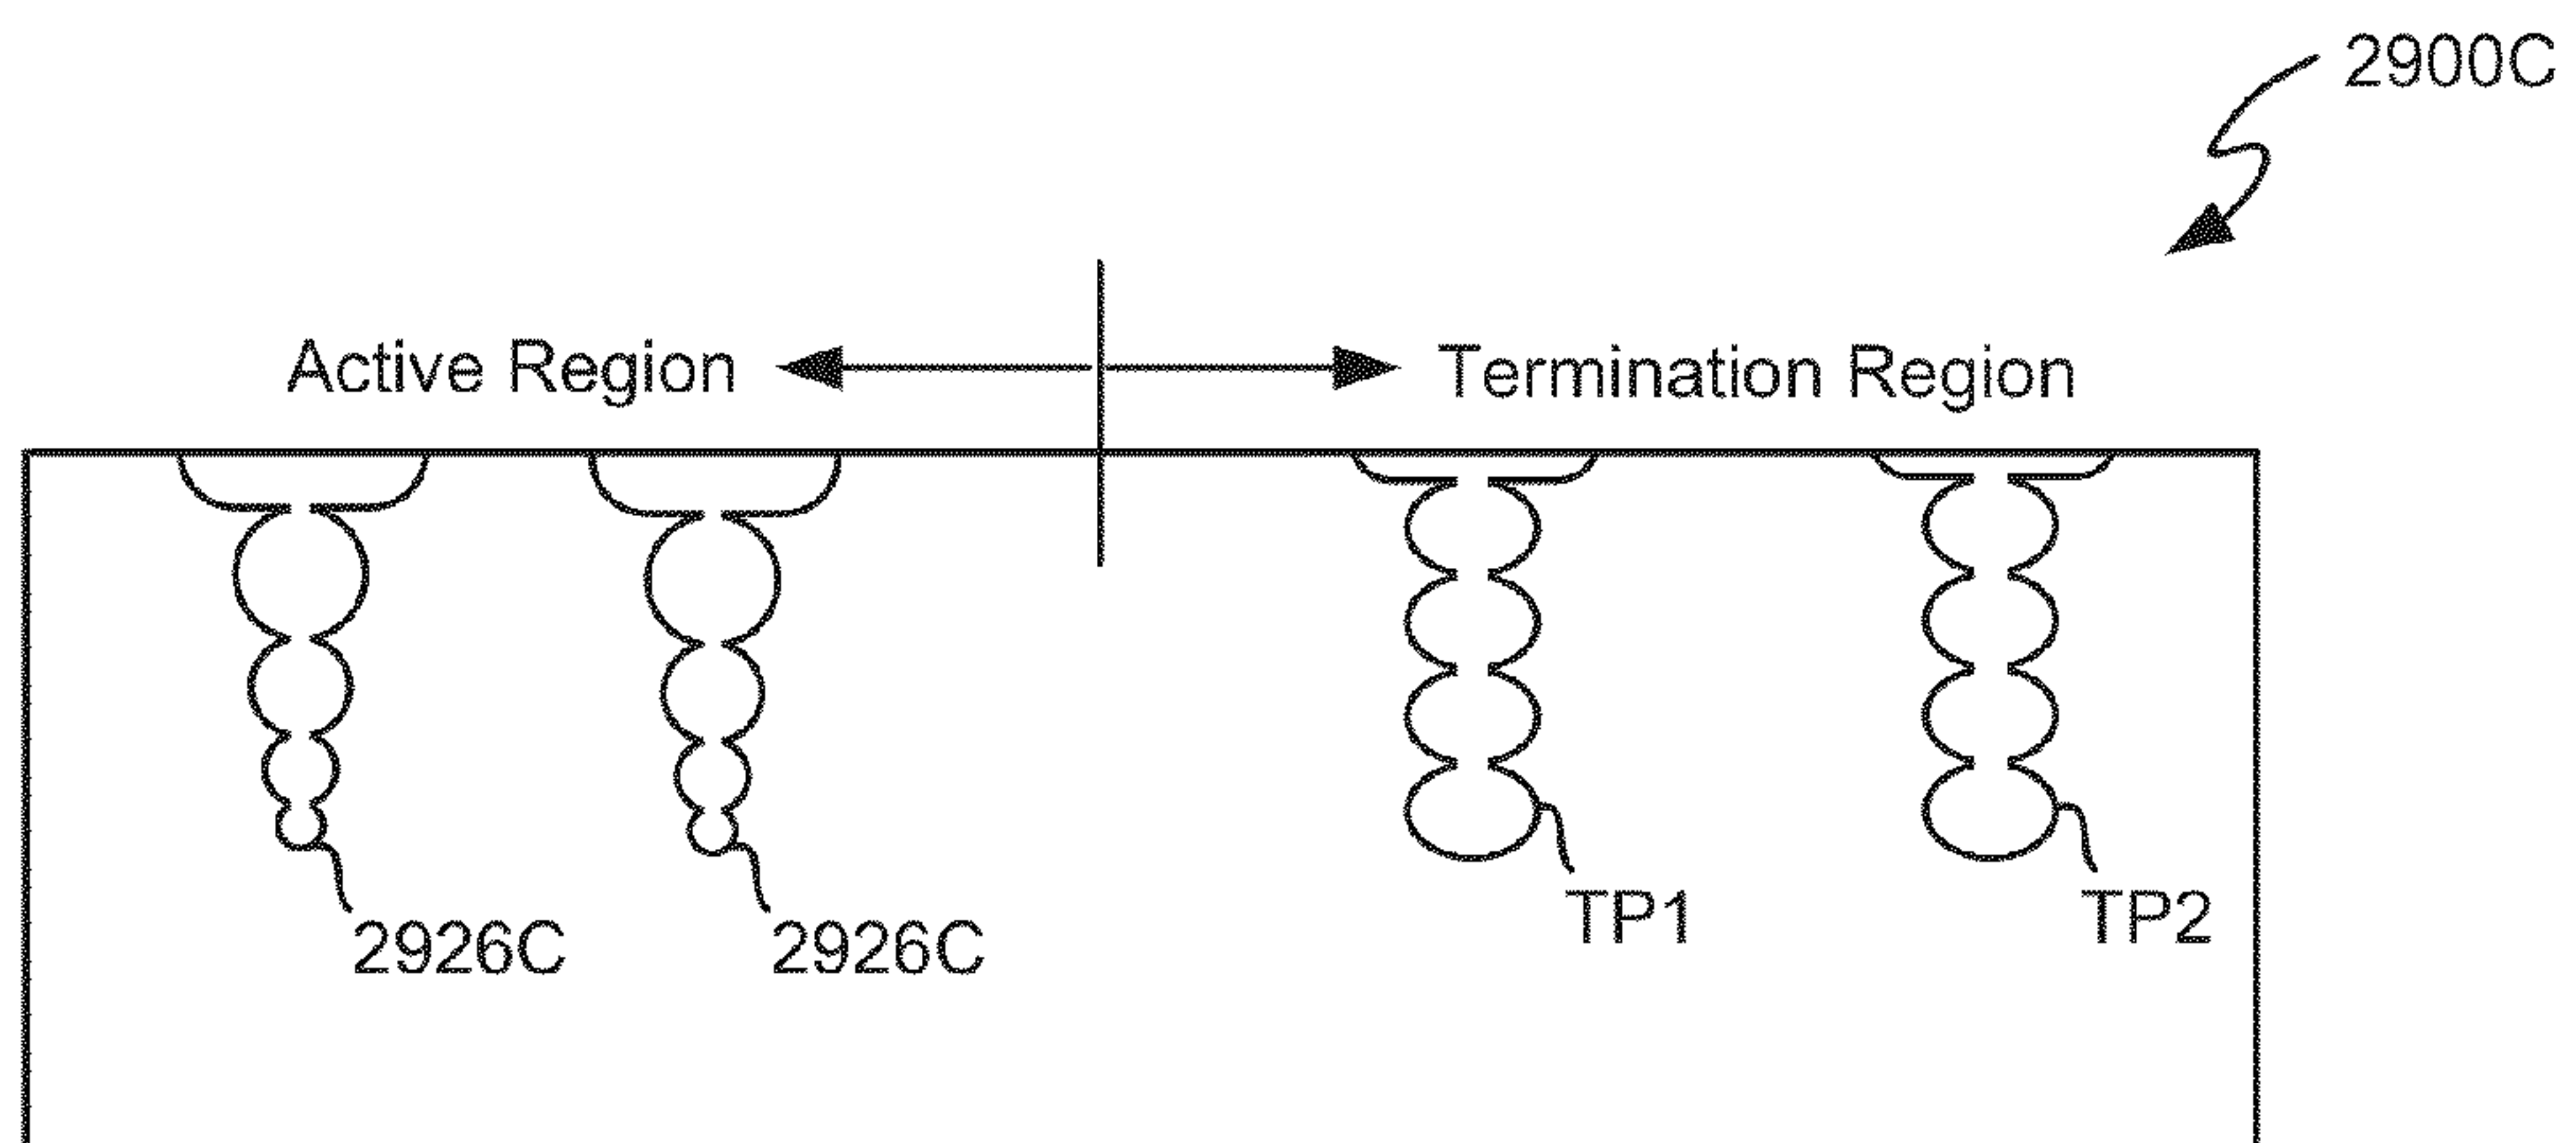 2900C
Active Region
Termination Region
TP1
TP2
2926C
2926C